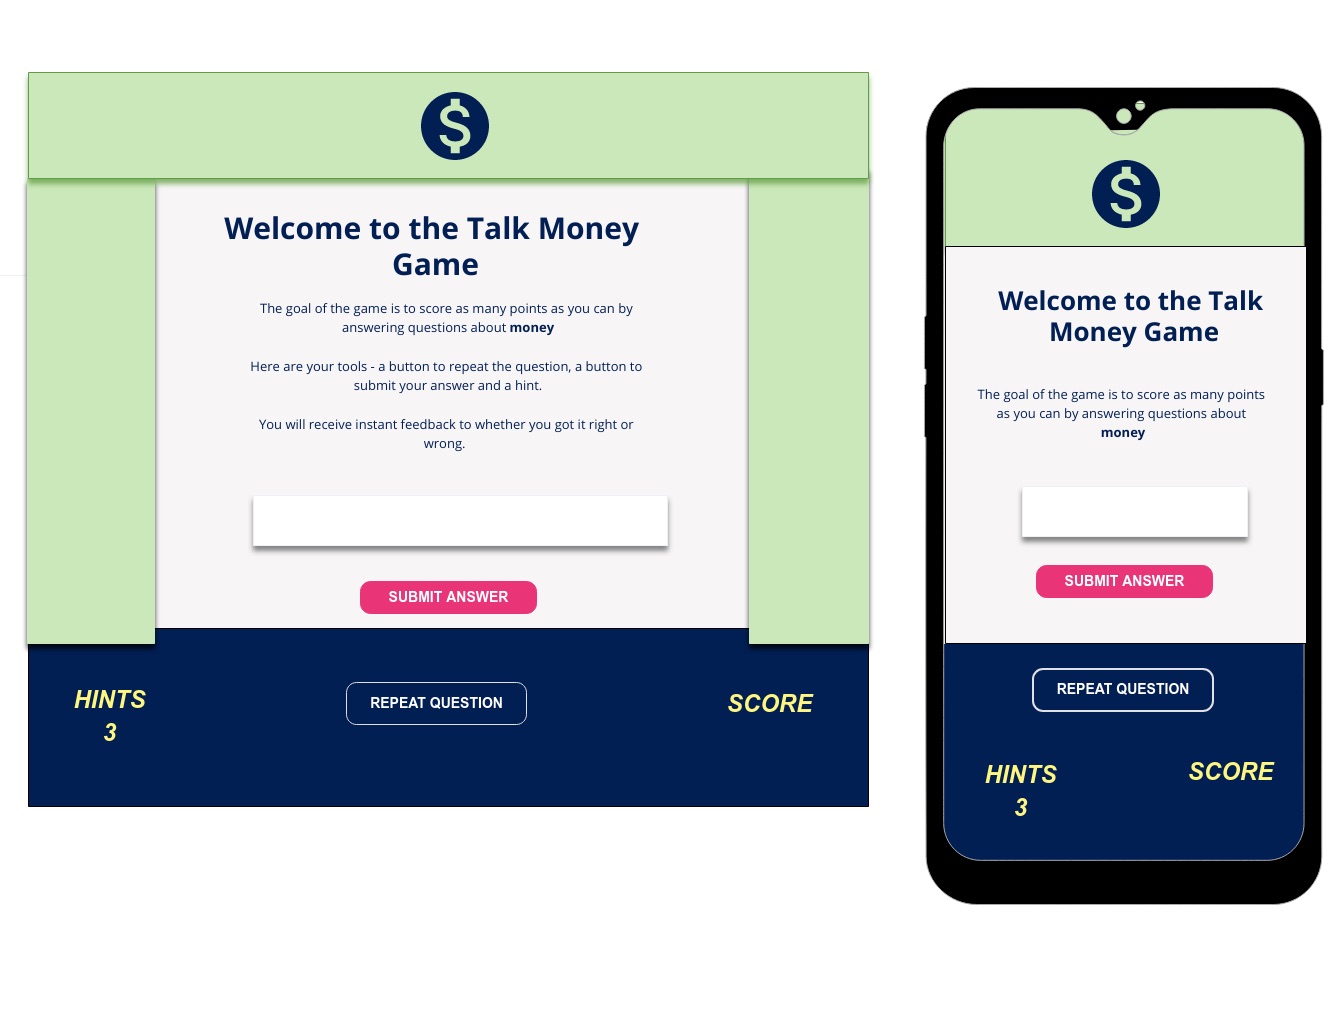 $
Welcome to the Talk Money
Game
The goal of the game is to score as many points as you can by
answering questions about money
Here are your tools - a button to repeat the question, a button to
submit your answer and a hint.
You will receive instant feedback to whether you got it right or
wrong.
SUBMIT ANSWER
HINTS
3
REPEAT QUESTION
SCORE
$
Welcome to the Talk
Money Game
The goal of the game is to score as many points
as you can by answering questions about
money
SUBMIT ANSWER
REPEAT QUESTION
HINTS
3
SCORE